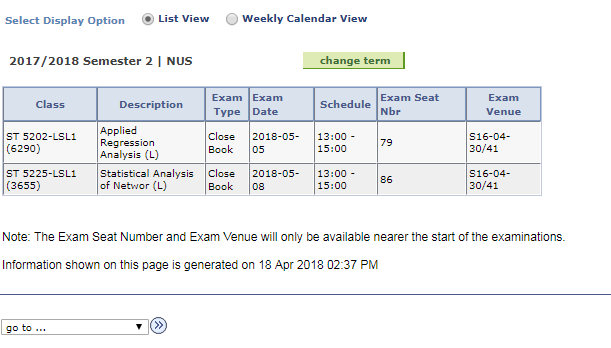 Select Display Option List View Weekly Calendar View
2017/2018 Semester 2 | NUS change term
Class Description Exam Type Exam Date Schedule Exam Seat Nbr Exam Venue
ST 5202-LSL1 (6290) Applied Regression Analysis (L) Close Book 2018-05-05 13:00 - 15:00 79 S16-04-30/41
ST 5225-LSL1 (3655) Statistical Analysis of Networ (L) Close Book 2018-05-08 13:00 - 15:00 86 S16-04-30/41
Note: The Exam Seat Number and Exam Venue will only be available nearer the start of the examinations.
Information shown on this page is generated on 18 Apr 2018 02:37 PM
go to ...